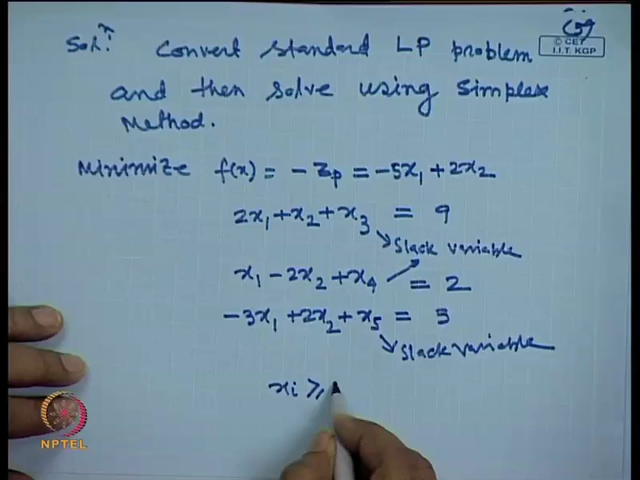 Solⁿ: Convert standard LP problem
© CET
I.I.T. KGP
and then solve using Simplex
Method.
Minimize f(x) = -Zp = -5x₁ + 2x₂
2x₁ + x₂ + x₃ = 9
Slack variable
x₁ - 2x₂ + x₄ = 2
-3x₁ + 2x₂ + x₅ = 3
Slack variable
xi ≥
NPTEL